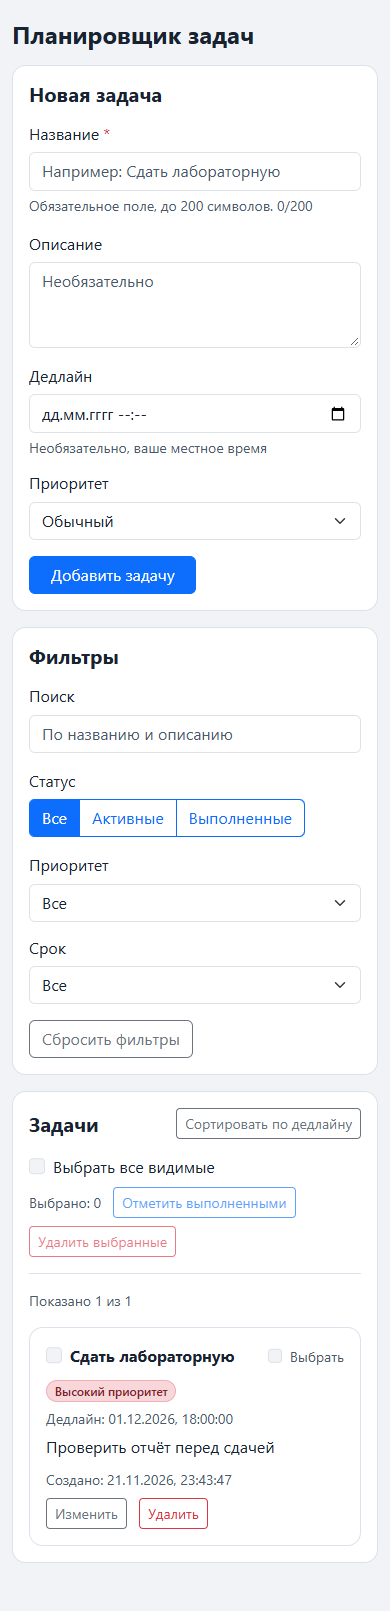 Планировщик задач
Новая задача
Название *
Например: Сдать лабораторную
Обязательное поле, до 200 символов. 0/200
Описание
Необязательно
Дедлайн
дд.мм.гггг --:--
Необязательно, ваше местное время
Приоритет
Обычный
Добавить задачу
Фильтры
Поиск
По названию и описанию
Статус
Все Активные Выполненные
Приоритет
Все
Срок
Все
Сбросить фильтры
Задачи Сортировать по дедлайну
Выбрать все видимые
Выбрано: 0 Отметить выполненными
Удалить выбранные
Показано 1 из 1
Сдать лабораторную Выбрать
Высокий приоритет
Дедлайн: 01.12.2026, 18:00:00
Проверить отчёт перед сдачей
Создано: 21.11.2026, 23:43:47
Изменить Удалить